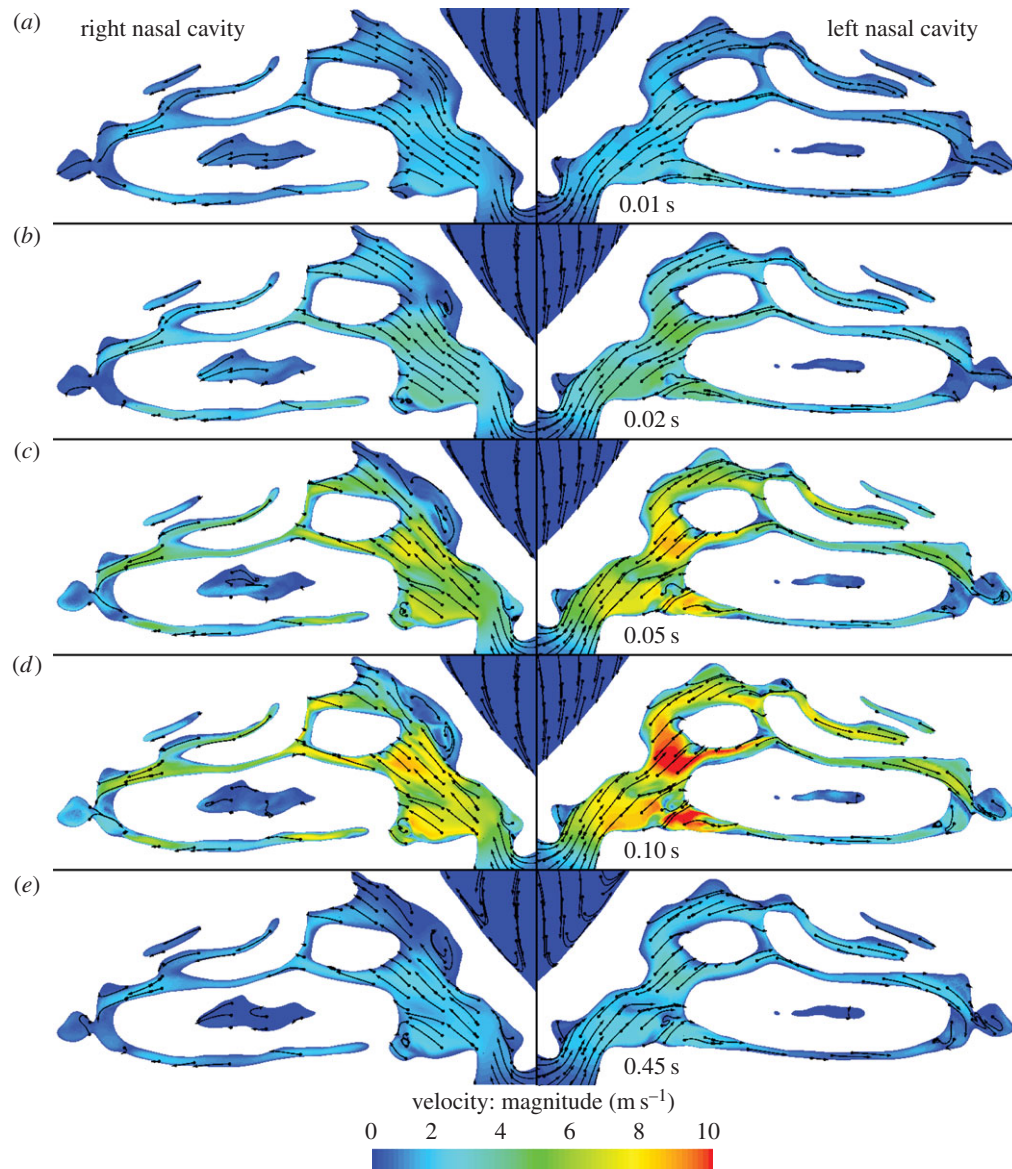 (a) right nasal cavity left nasal cavity
0.01 s
(b)
0.02 s
(c)
0.05 s
(d)
0.10 s
(e)
0.45 s
velocity: magnitude (m s⁻¹)
0 2 4 6 8 10